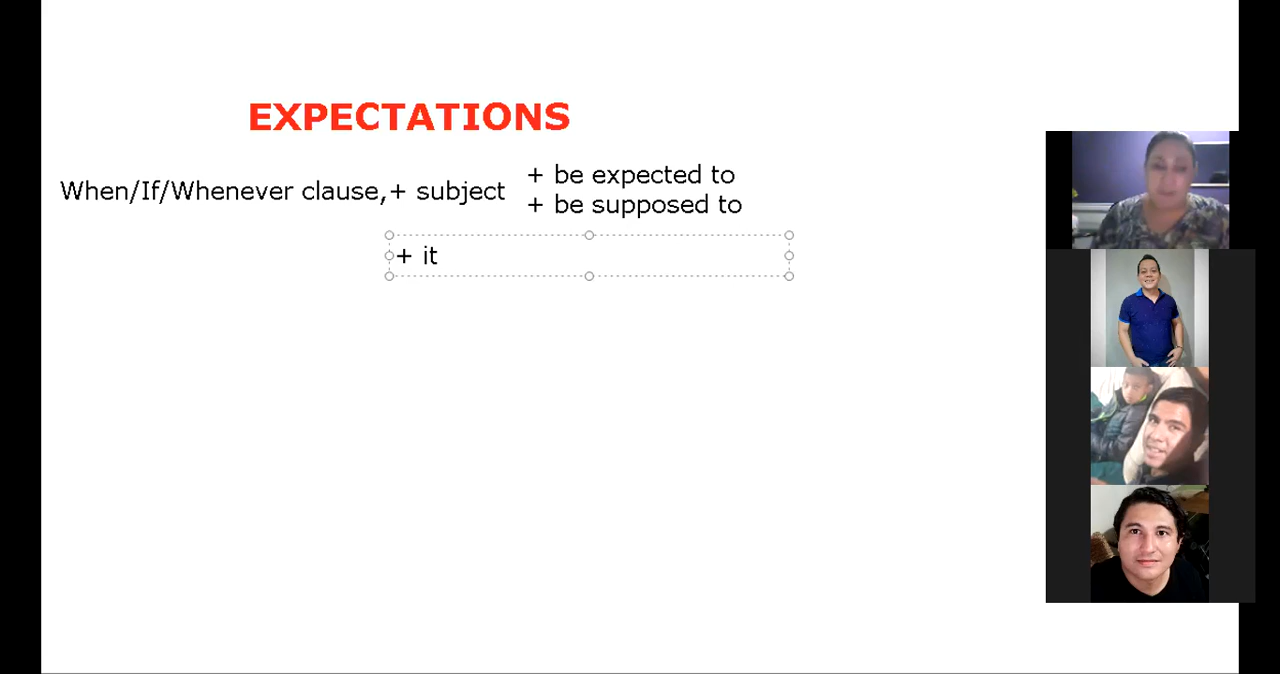 EXPECTATIONS
When/If/Whenever clause,+ subject
+ be expected to
+ be supposed to
+ it